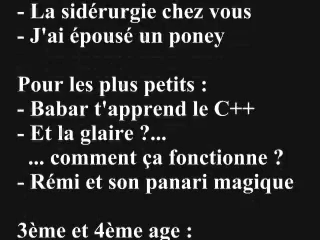 - La sidérurgie chez vous
- J'ai épousé un poney
Pour les plus petits :
- Babar t'apprend le C++
- Et la glaire ?...
... comment ça fonctionne ?
- Rémi et son panari magique
3ème et 4ème age :